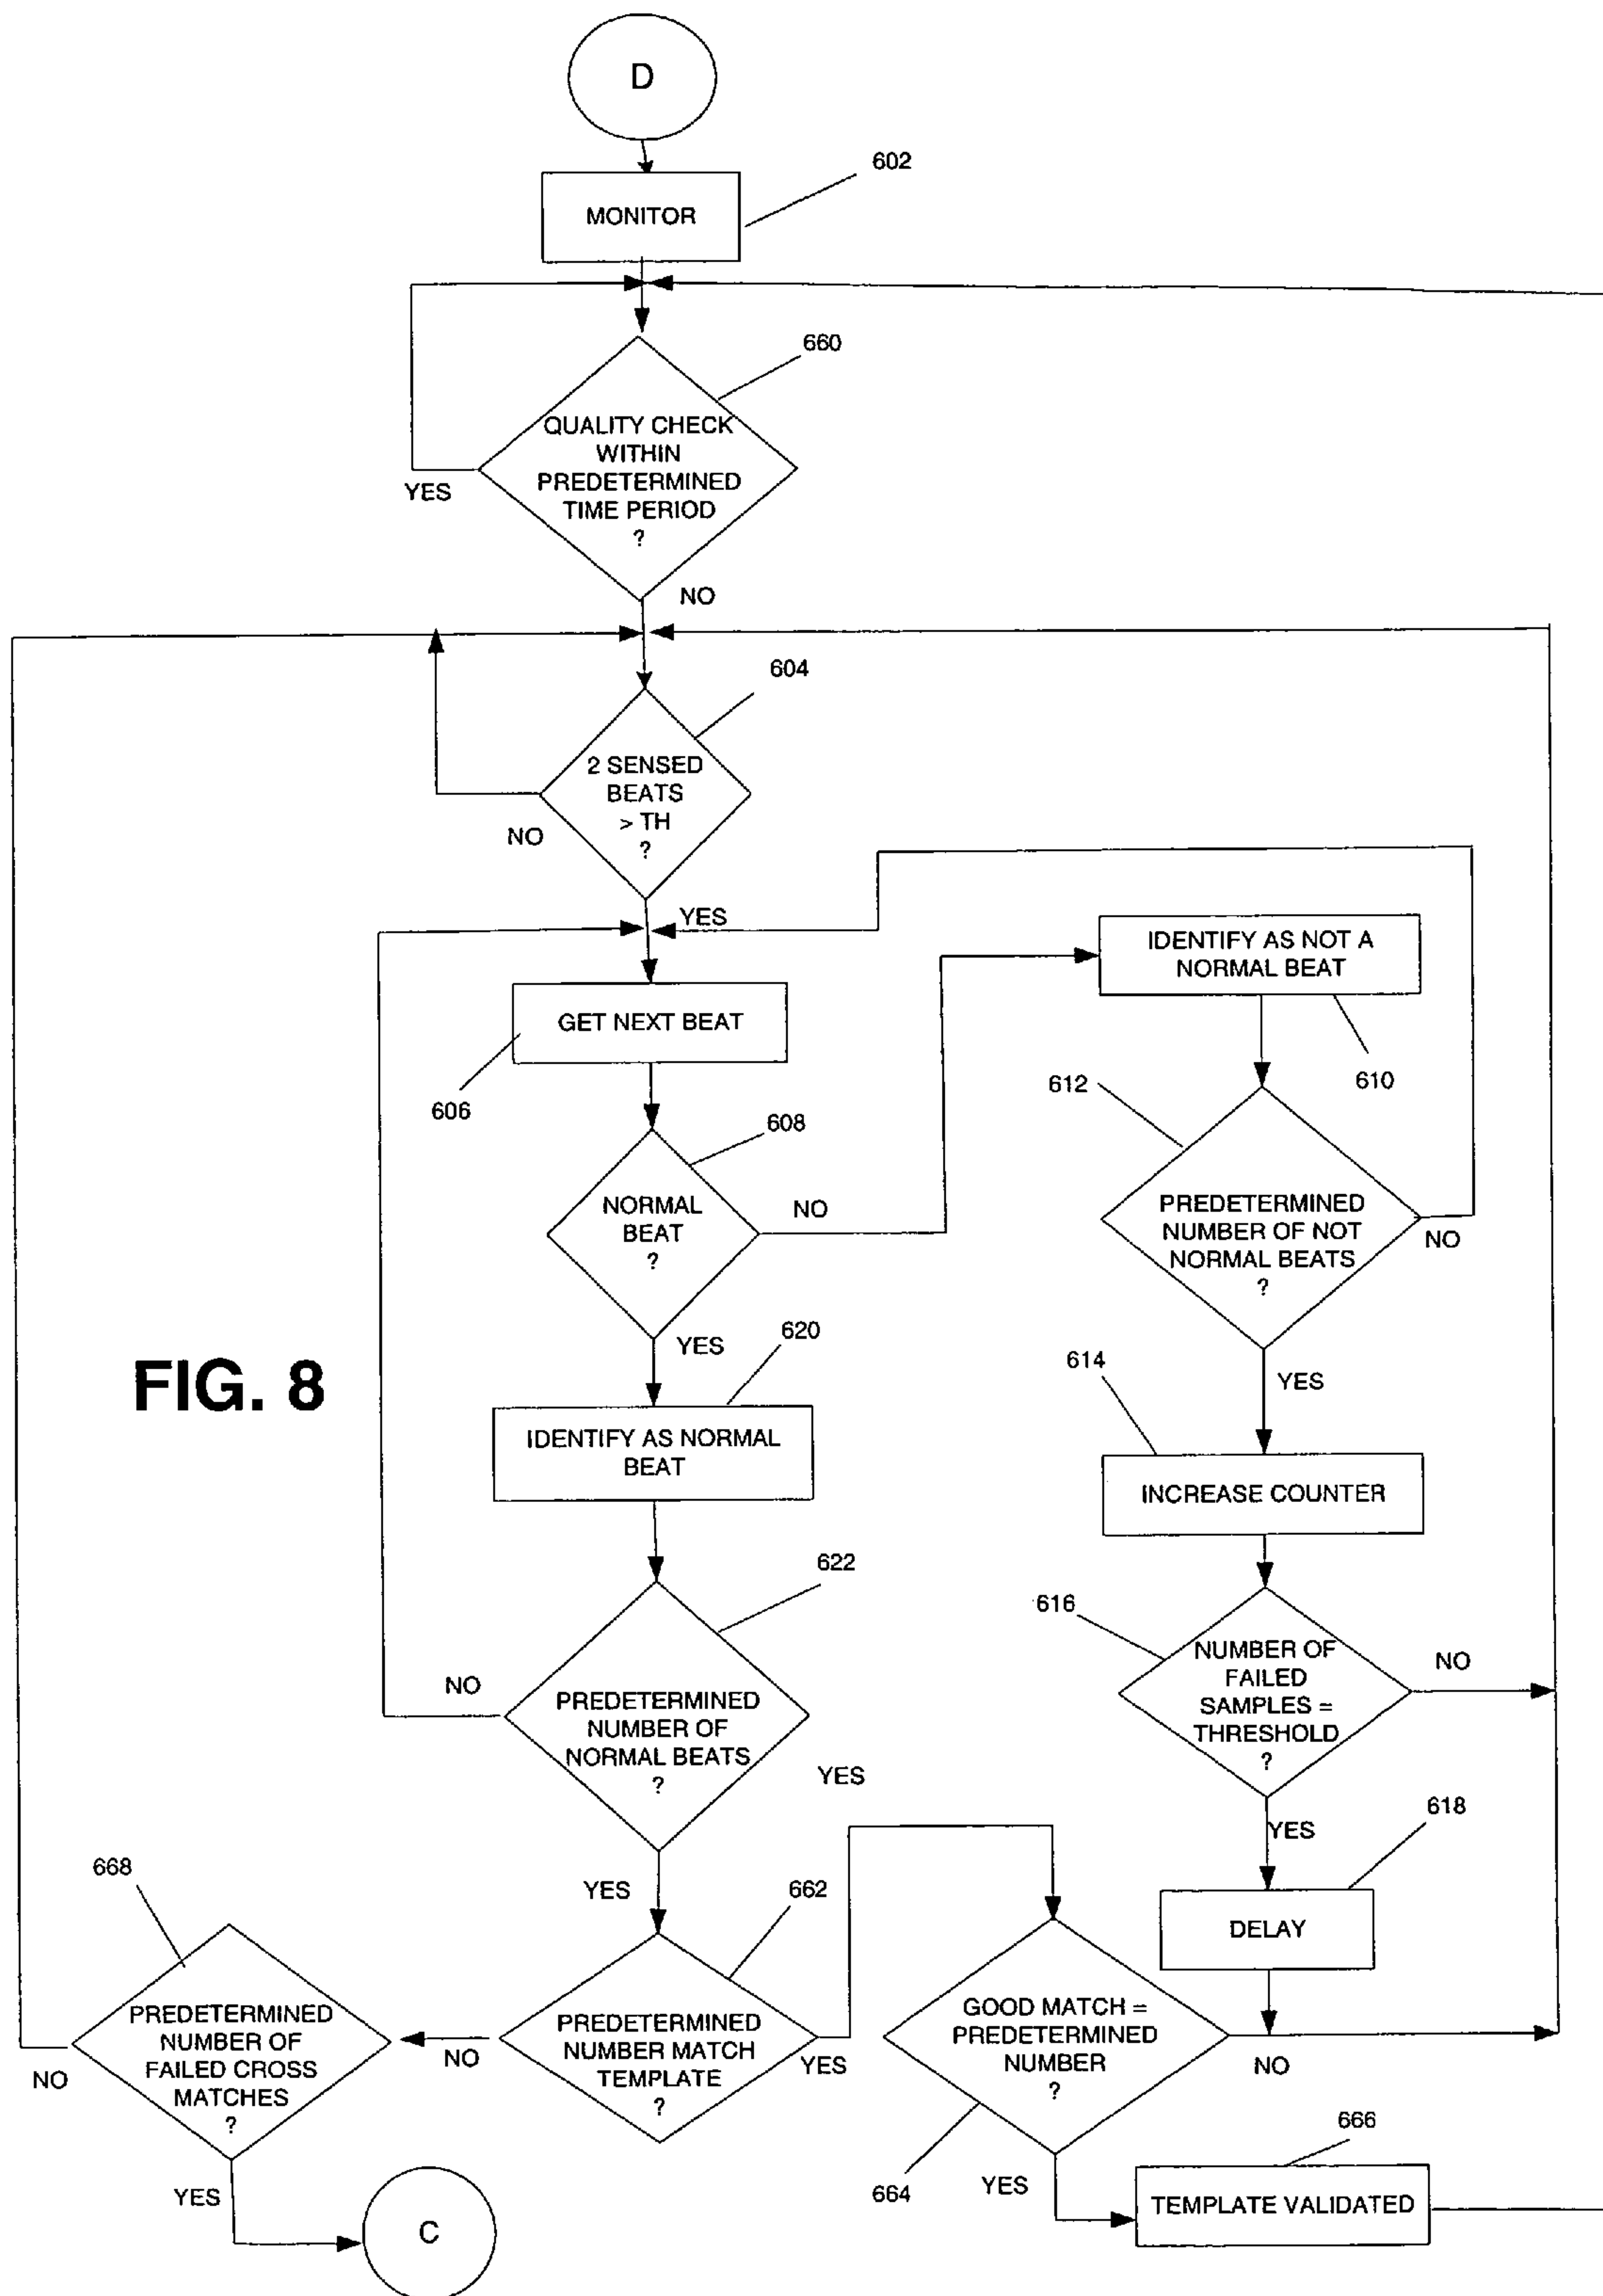 D
602
MONITOR
660
QUALITY CHECK
WITHIN
PREDETERMINED
TIME PERIOD
?
YES
NO
604
2 SENSED
BEATS
> TH
?
NO
YES
IDENTIFY AS NOT A
NORMAL BEAT
GET NEXT BEAT
610
612
606
608
NORMAL
BEAT
?
NO
PREDETERMINED
NUMBER OF NOT
NORMAL BEATS
?
NO
YES
620
614
YES
FIG. 8
IDENTIFY AS NORMAL
BEAT
INCREASE COUNTER
622
616
NUMBER OF
FAILED
SAMPLES =
THRESHOLD
?
NO
NO
PREDETERMINED
NUMBER OF
NORMAL BEATS
?
YES
YES
618
668
YES
662
DELAY
PREDETERMINED
NUMBER OF
FAILED CROSS
MATCHES
?
NO
NO
PREDETERMINED
NUMBER MATCH
TEMPLATE
?
YES
GOOD MATCH =
PREDETERMINED
NUMBER
?
NO
666
YES
664
YES
TEMPLATE VALIDATED
C